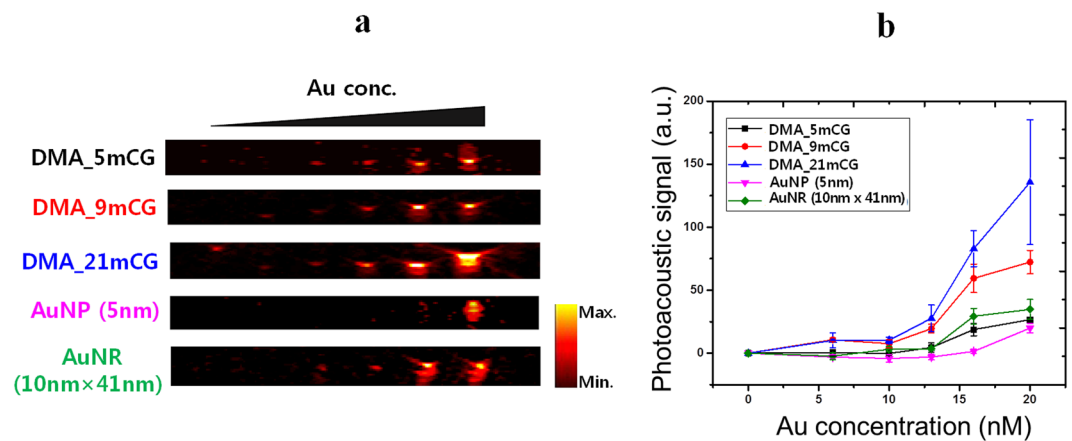 a
b
Au conc.
DMA_5mCG
DMA_9mCG
DMA_21mCG
AuNP (5nm)
AuNR
(10nm×41nm)
Max.
Min.
Photoacoustic signal (a.u.)
200
150
100
50
0
DMA_5mCG
DMA_9mCG
DMA_21mCG
AuNP (5nm)
AuNR (10nm x 41nm)
0
5
10
15
20
Au concentration (nM)